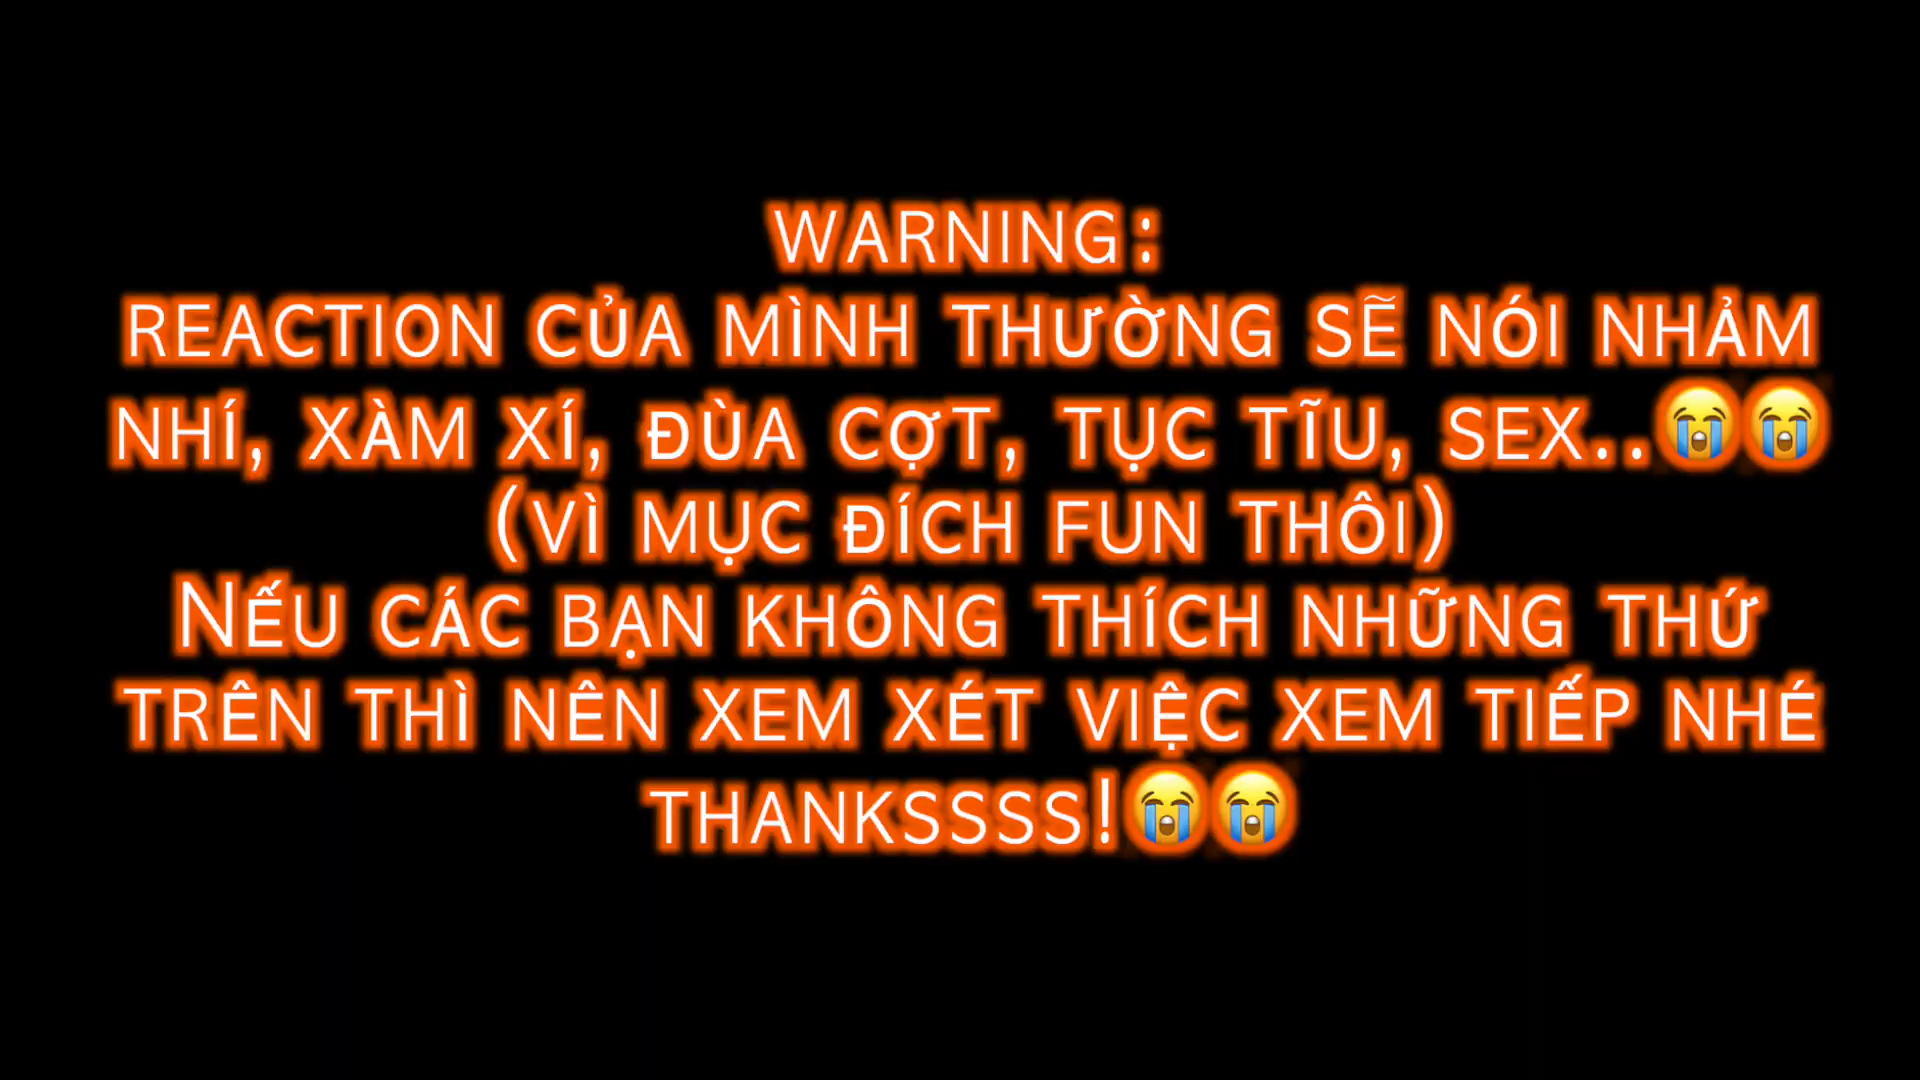 WARNING:
REACTION CỦA MÌNH THƯỜNG SẼ NÓI NHẢM
NHÍ, XÀM XÍ, ĐÙA CỢT, TỤC TĨU, SEX..😭😭
(VÌ MỤC ĐÍCH FUN THÔI)
NẾU CÁC BẠN KHÔNG THÍCH NHỮNG THỨ
TRÊN THÌ NÊN XEM XÉT VIỆC XEM TIẾP NHÉ
THANKSSSS!😭😭